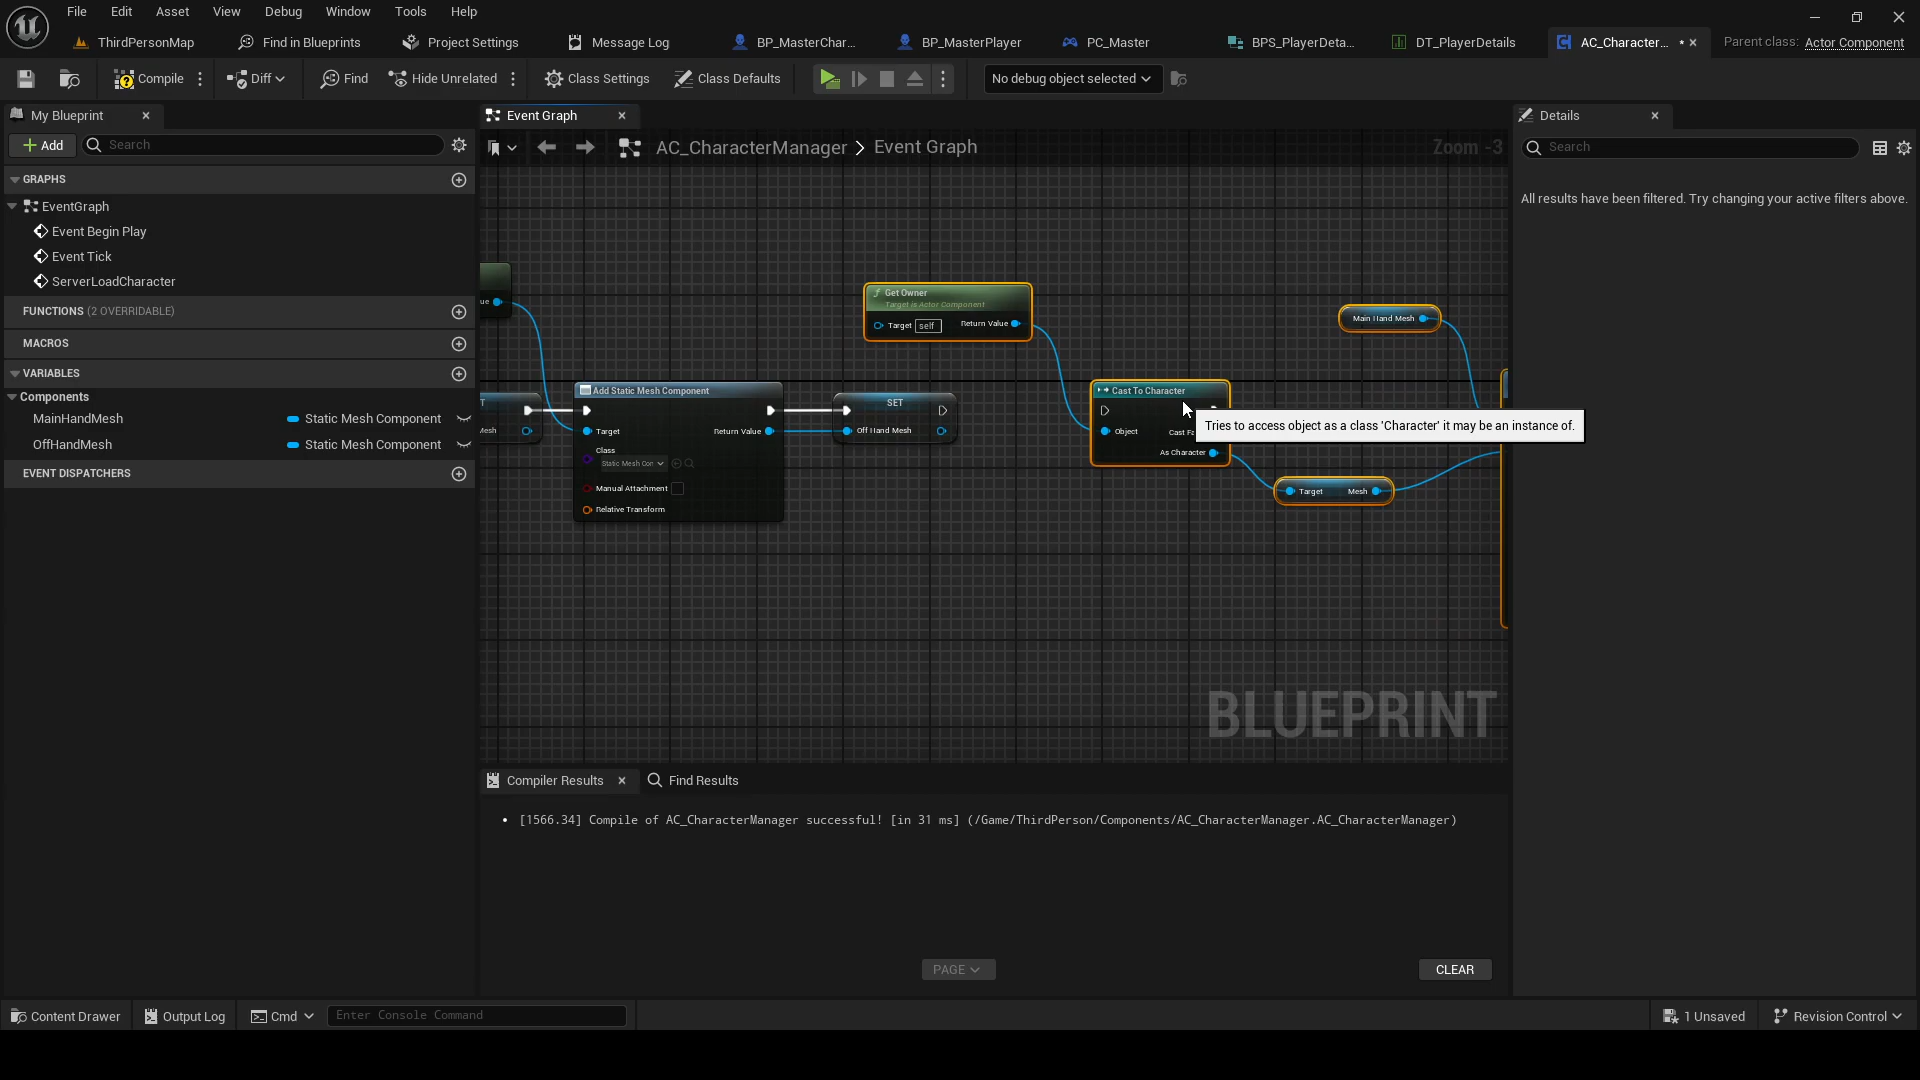 File Edit Asset View Debug Window Tools Help
ThirdPersonMap Find in Blueprints Project Settings Message Log BP_MasterChar... BP_MasterPlayer PC_Master BPS_PlayerDeta... DT_PlayerDetails AC_Character... * Parent class: Actor Component
Compile Diff Find Hide Unrelated Class Settings Class Defaults No debug object selected
My Blueprint
Event Graph
Details
Add Search
AC_CharacterManager > Event Graph
Zoom -3
Search
GRAPHS
EventGraph
Event Begin Play
Event Tick
ServerLoadCharacter
FUNCTIONS (2 OVERRIDABLE)
MACROS
VARIABLES
Components
MainHandMesh Static Mesh Component
OffHandMesh Static Mesh Component
EVENT DISPATCHERS
All results have been filtered. Try changing your active filters above.
ue
Get Owner
Target is Actor Component
Target self Return Value
Main Hand Mesh
T
Mesh
Add Static Mesh Component
Target Return Value
Class
Static Mesh Con
Manual Attachment
Relative Transform
SET
Off Hand Mesh
Cast To Character
Object Cast Fa
As Character
Tries to access object as a class 'Character' it may be an instance of.
Target Mesh
BLUEPRINT
Compiler Results Find Results
[1566.34] Compile of AC_CharacterManager successful! [in 31 ms] (/Game/ThirdPerson/Components/AC_CharacterManager.AC_CharacterManager)
PAGE
CLEAR
Content Drawer Output Log Cmd Enter Console Command 1 Unsaved Revision Control